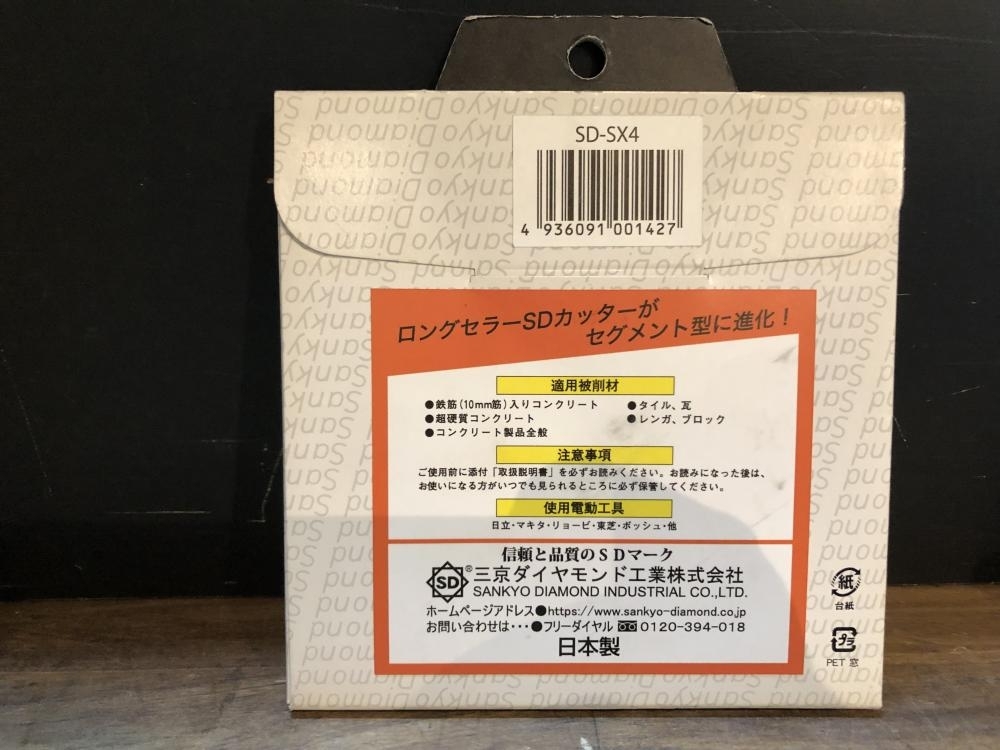 SD-SX4
4 936091 001427
ロングセラーSDカッターが
セグメント型に進化！
適用被削材
●鉄筋(10mm筋)入りコンクリート
●超硬質コンクリート
●コンクリート製品全般
●タイル、瓦
●レンガ、ブロック
注意事項
ご使用前に添付「取扱説明書」を必ずお読みください。お読みになった後は、
お使いになる方がいつでも見られるところに必ず保管してください。
使用電動工具
日立・マキタ・リョービ・東芝・ボッシュ・他
信頼と品質のSDマーク
SD ® 三京ダイヤモンド工業株式会社
SANKYO DIAMOND INDUSTRIAL CO.,LTD.
ホームページアドレス●https://www.sankyo-diamond.co.jp
お問い合わせは・・・●フリーダイヤル 0120-394-018
日本製
紙
台紙
プラ
PET 窓
Sankyo Diamond